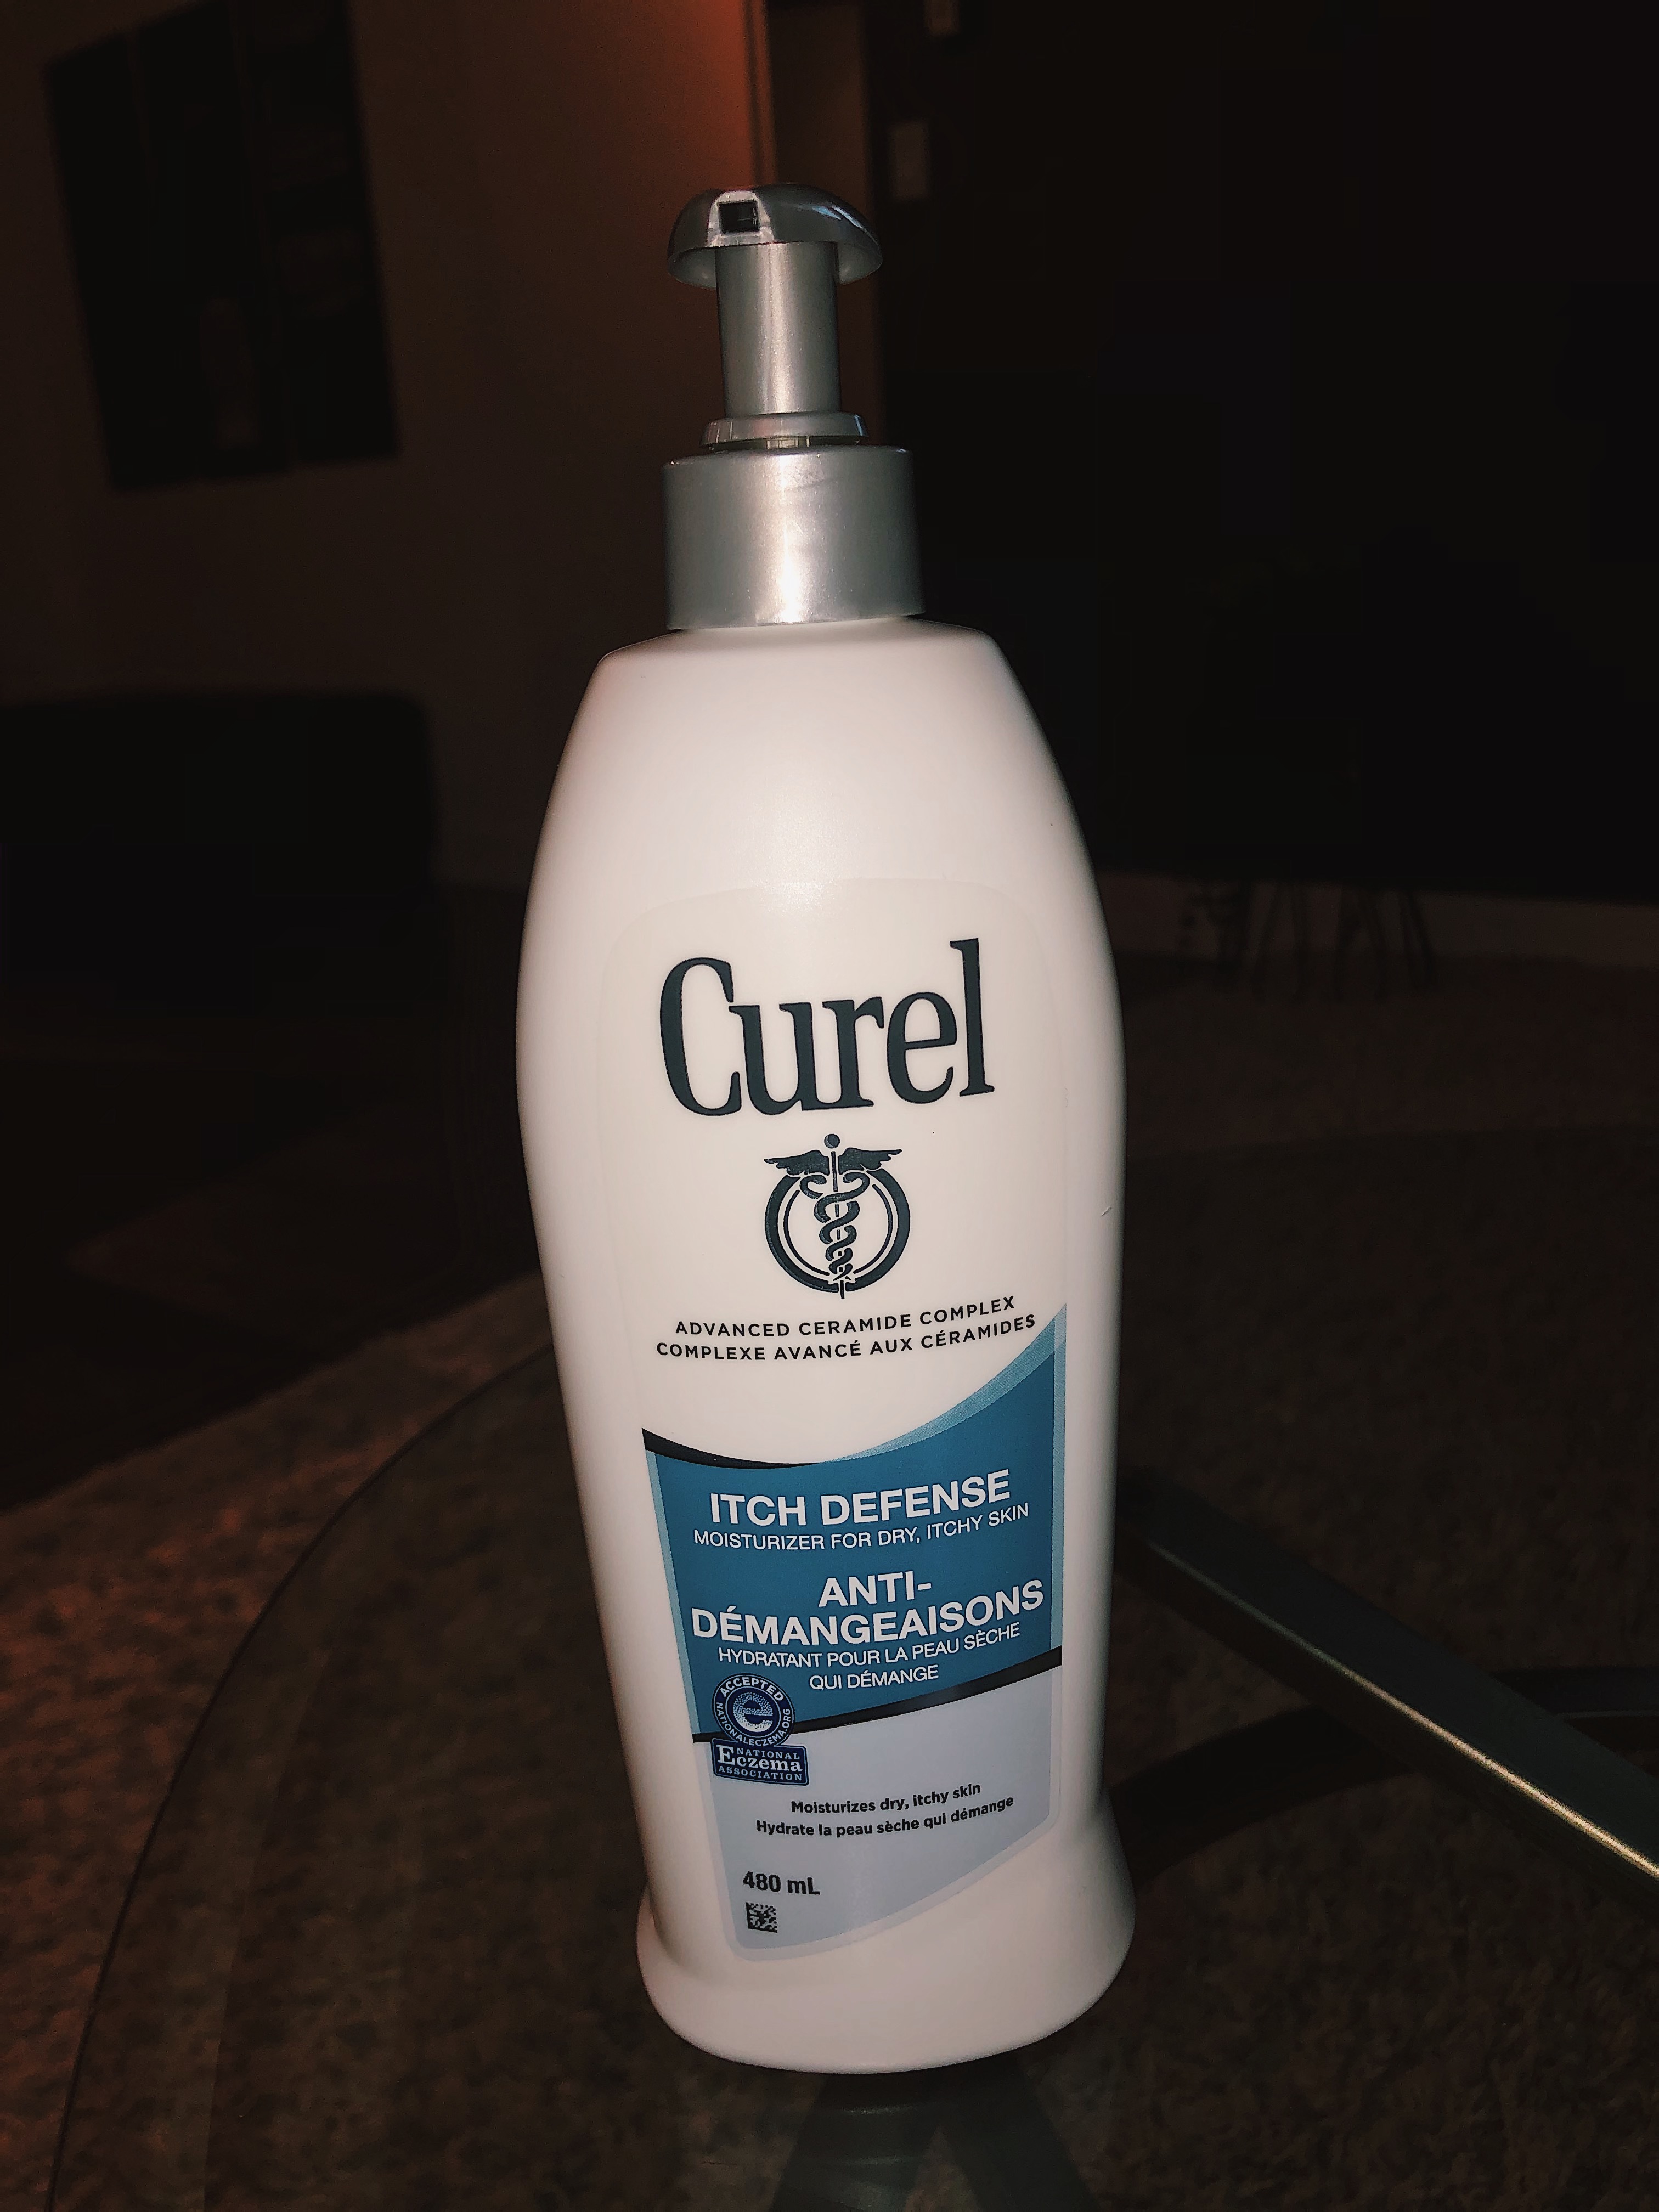 Curel
ADVANCED CERAMIDE COMPLEX
COMPLEXE AVANCÉ AUX CÉRAMIDES
ITCH DEFENSE
MOISTURIZER FOR DRY, ITCHY SKIN
ANTI-
DÉMANGEAISONS
HYDRATANT POUR LA PEAU SÈCHE
QUI DÉMANGE
ACCEPTED
e
NATIONALECZEMA.ORG
NATIONAL
Eczema
ASSOCIATION
Moisturizes dry, itchy skin
Hydrate la peau sèche qui démange
480 mL